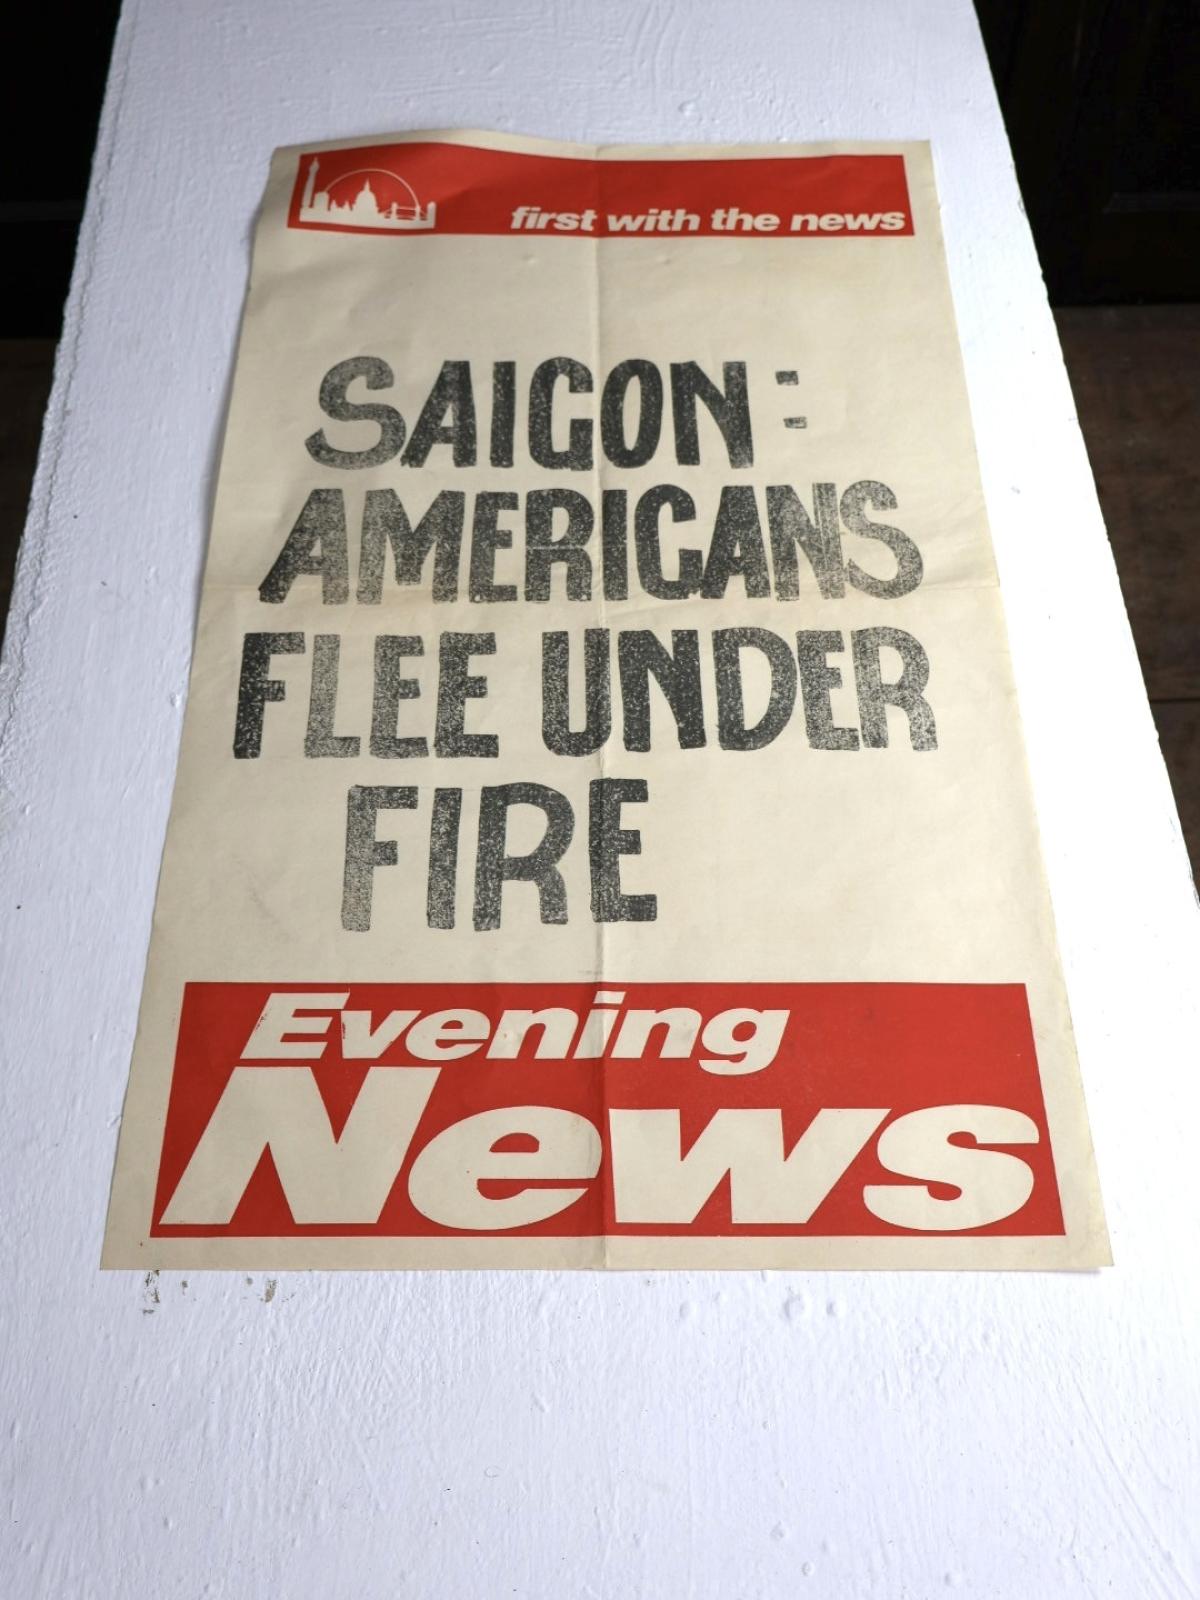 first with the news
SAIGON:
AMERICANS
FLEE UNDER
FIRE
Evening
News